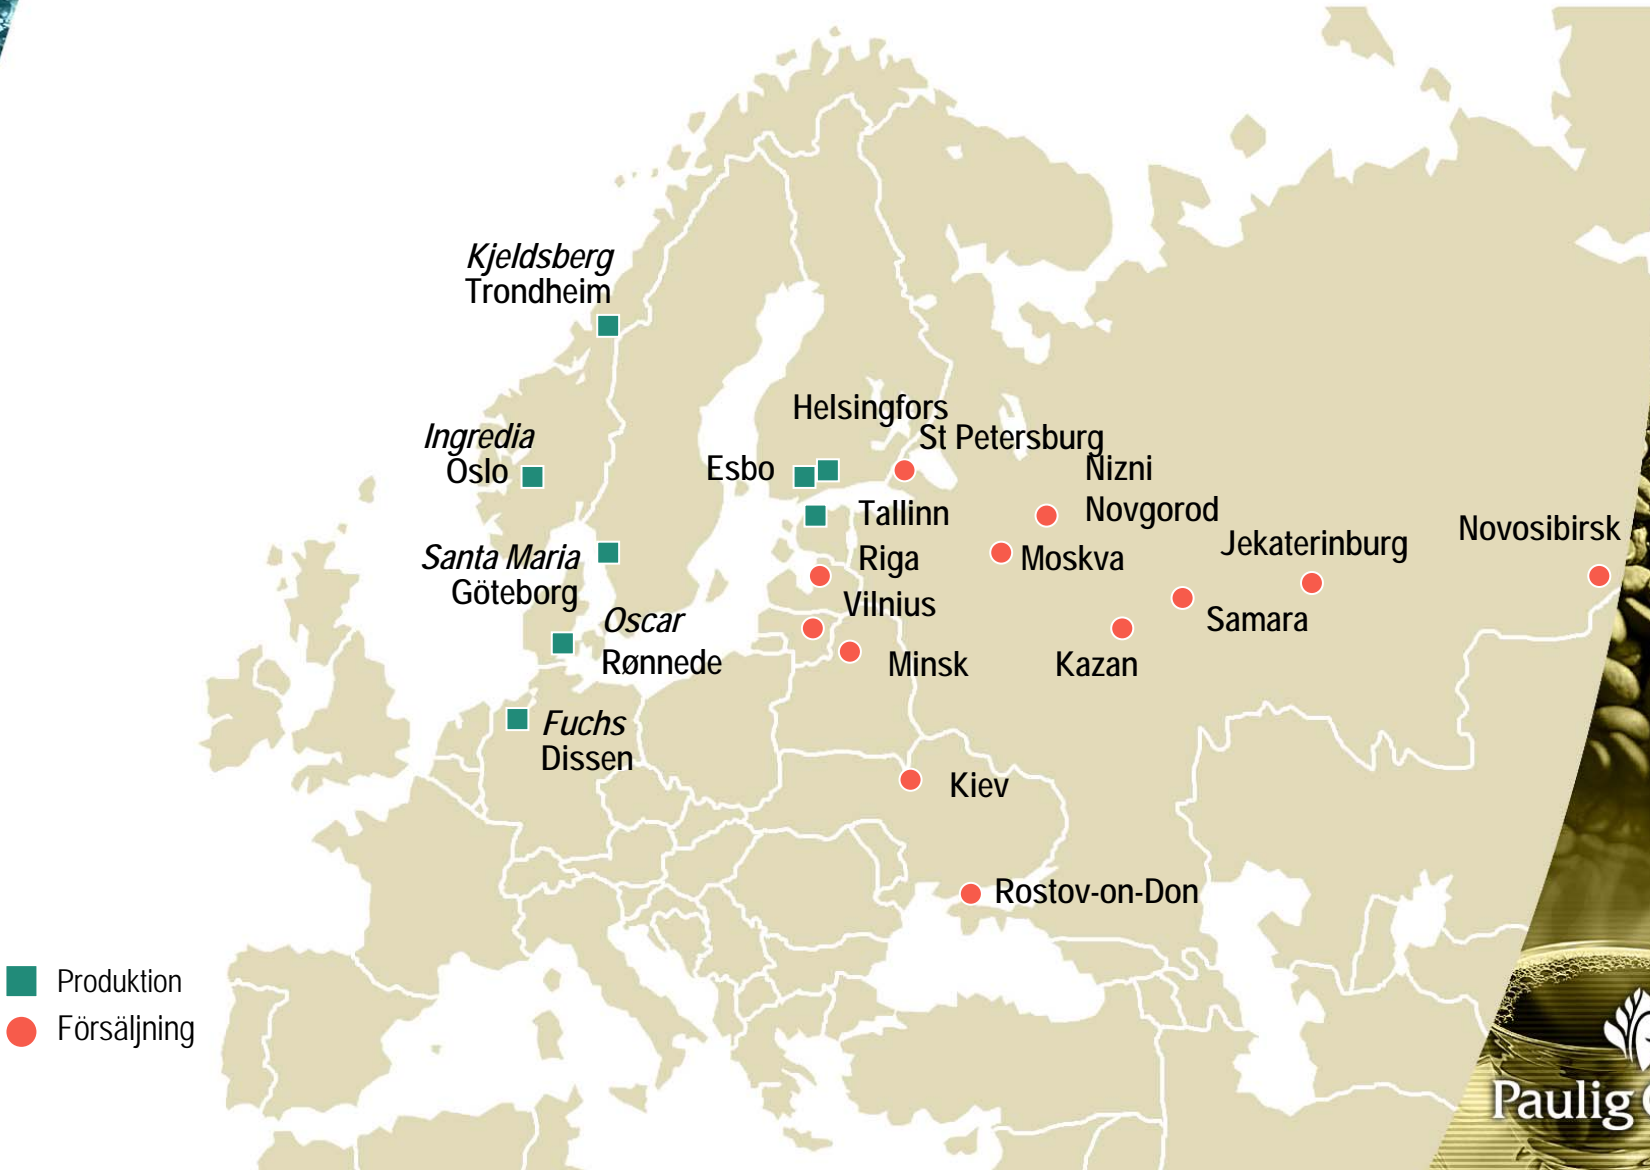 Kjeldsberg
Trondheim
Helsingfors
St Petersburg
Ingredia
Oslo
Esbo
Nizni
Novgorod
Tallinn
Novosibirsk
Jekaterinburg
Moskva
Riga
Santa Maria
Göteborg
Vilnius
Oscar
Rønnede
Samara
Minsk
Kazan
Fuchs
Dissen
Kiev
Rostov-on-Don
Produktion
Försäljning
Paulig